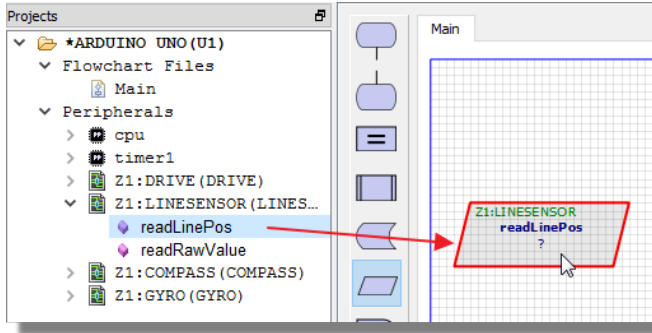 Projects
*ARDUINO UNO(U1)
Flowchart Files
Main
Peripherals
cpu
timer1
Z1:DRIVE(DRIVE)
Z1:LINESENSOR(LINES...
readLinePos
readRawValue
Z1:COMPASS(COMPASS)
Z1:GYRO(GYRO)
Main
Z1:LINESENSOR
readLinePos
?